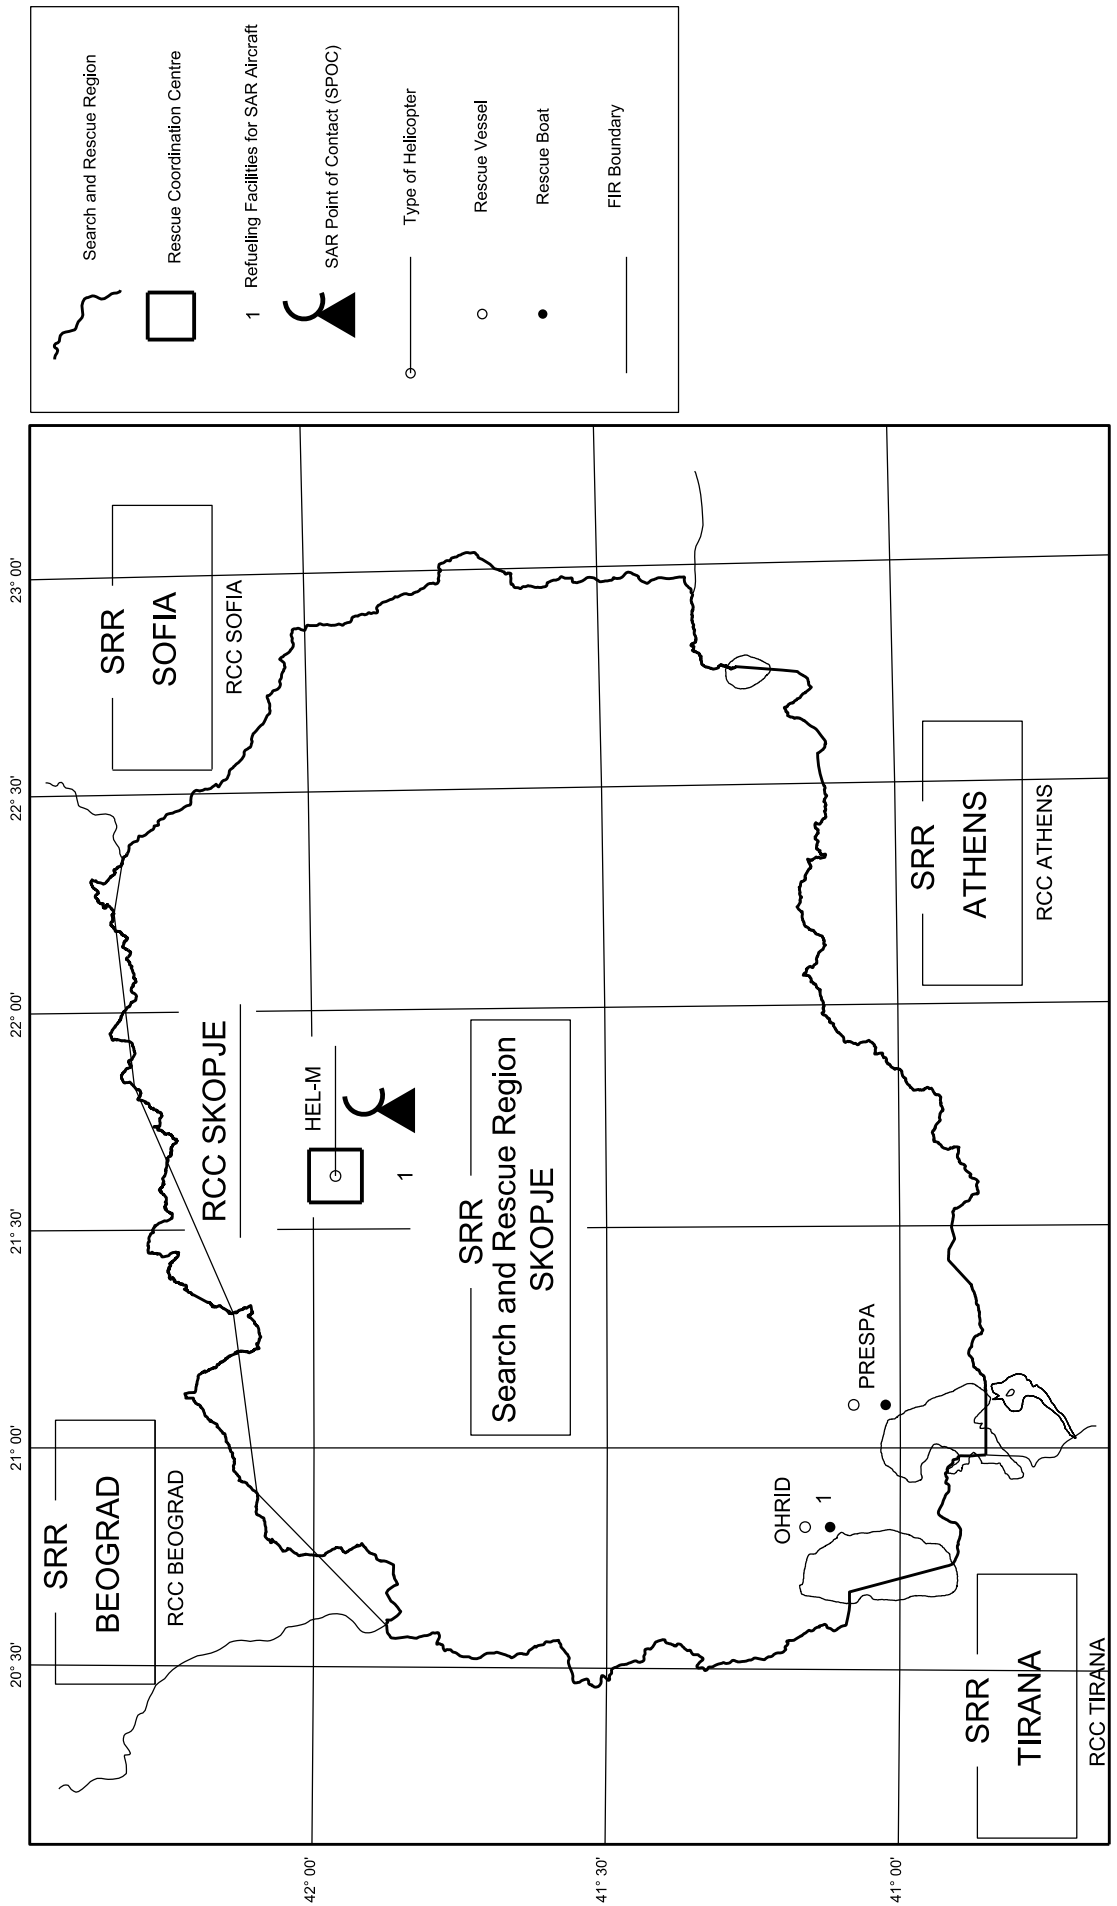 Search and Rescue Region
Rescue Coordination Centre
1 Refueling Facilities for SAR Aircraft
SAR Point of Contact (SPOC)
Type of Helicopter
Rescue Vessel
Rescue Boat
FIR Boundary
20° 30'
21° 00'
21° 30'
22° 00'
22° 30'
23° 00'
SRR
BEOGRAD
RCC BEOGRAD
SRR
SOFIA
RCC SOFIA
RCC SKOPJE
42° 00'
HEL-M
1
SRR
Search and Rescue Region
SKOPJE
41° 30'
OHRID
1
PRESPA
41° 00'
SRR
ATHENS
RCC ATHENS
SRR
TIRANA
RCC TIRANA